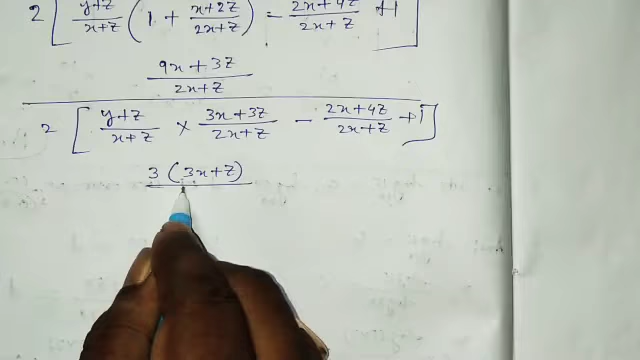 2 [ y+z / x+z ( 1 + x+2z / 2x+z ) - 2x+4z / 2x+z +1 ]
9x+3z / 2x+z
2 [ y+z / x+z × 3x+3z / 2x+z - 2x+4z / 2x+z +1 ]
3 (3x+z)